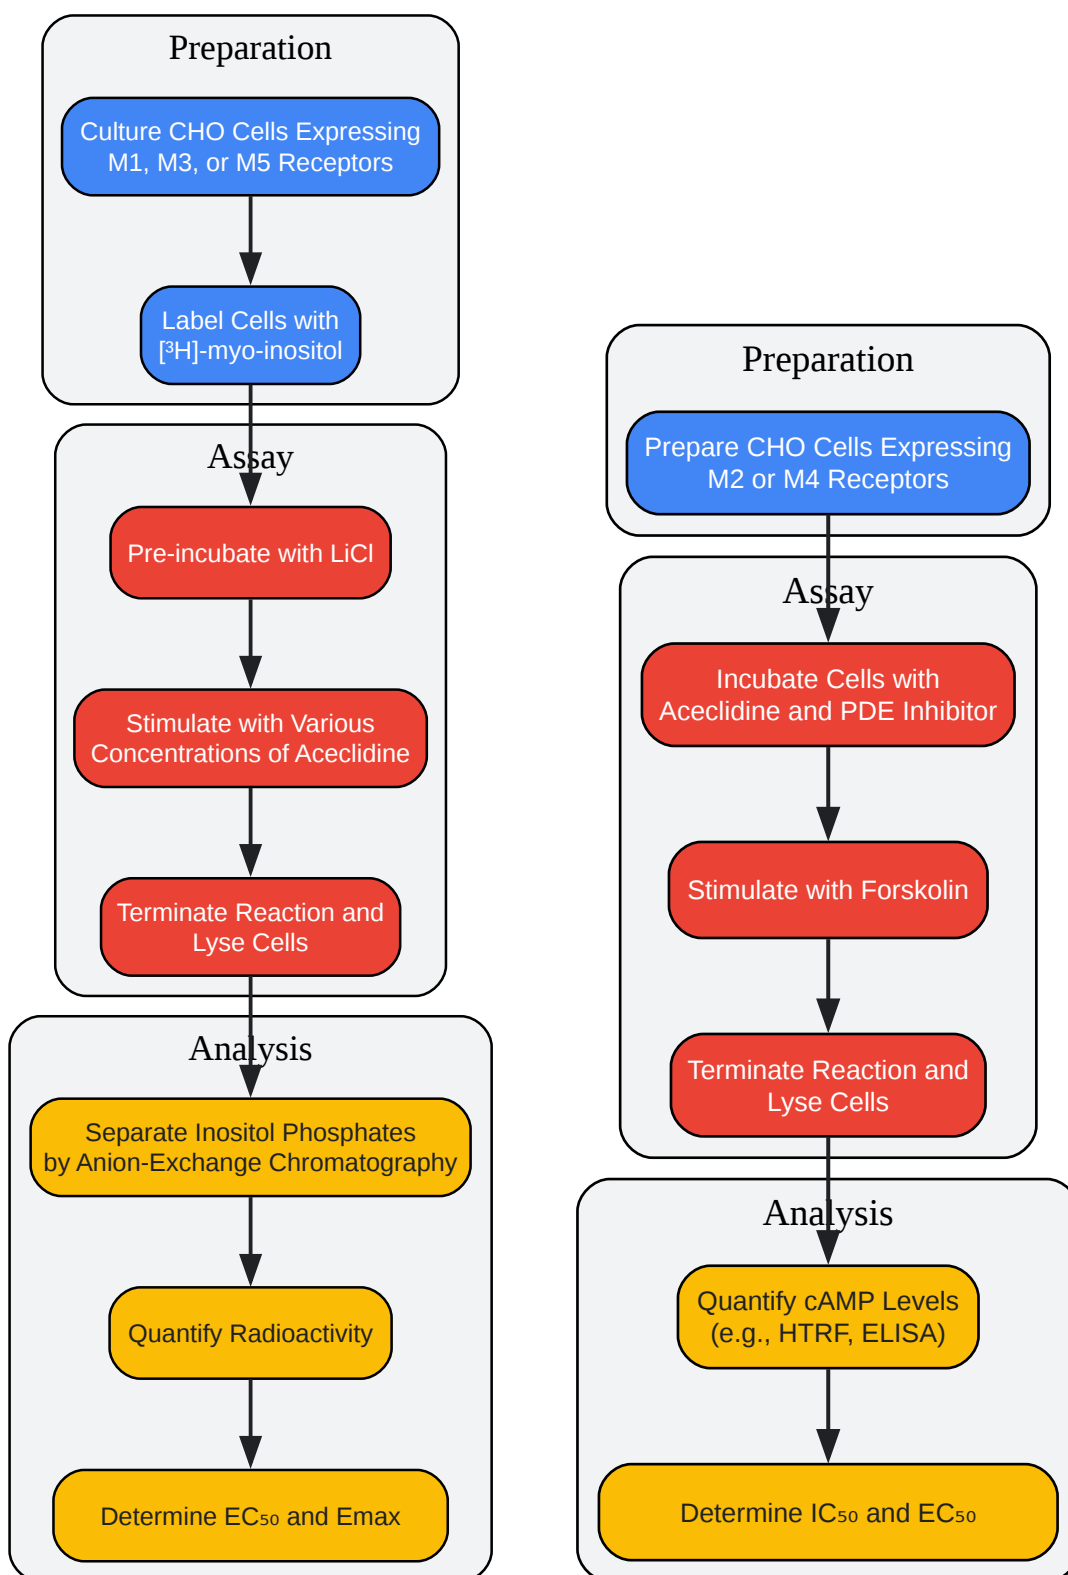 Preparation
Culture CHO Cells Expressing
M1, M3, or M5 Receptors
Label Cells with
[³H]-myo-inositol
Assay
Pre-incubate with LiCl
Stimulate with Various
Concentrations of Aceclidine
Terminate Reaction and
Lyse Cells
Analysis
Separate Inositol Phosphates
by Anion-Exchange Chromatography
Quantify Radioactivity
Determine EC₅₀ and Emax
Preparation
Prepare CHO Cells Expressing
M2 or M4 Receptors
Assay
Incubate Cells with
Aceclidine and PDE Inhibitor
Stimulate with Forskolin
Terminate Reaction and
Lyse Cells
Analysis
Quantify cAMP Levels
(e.g., HTRF, ELISA)
Determine IC₅₀ and EC₅₀